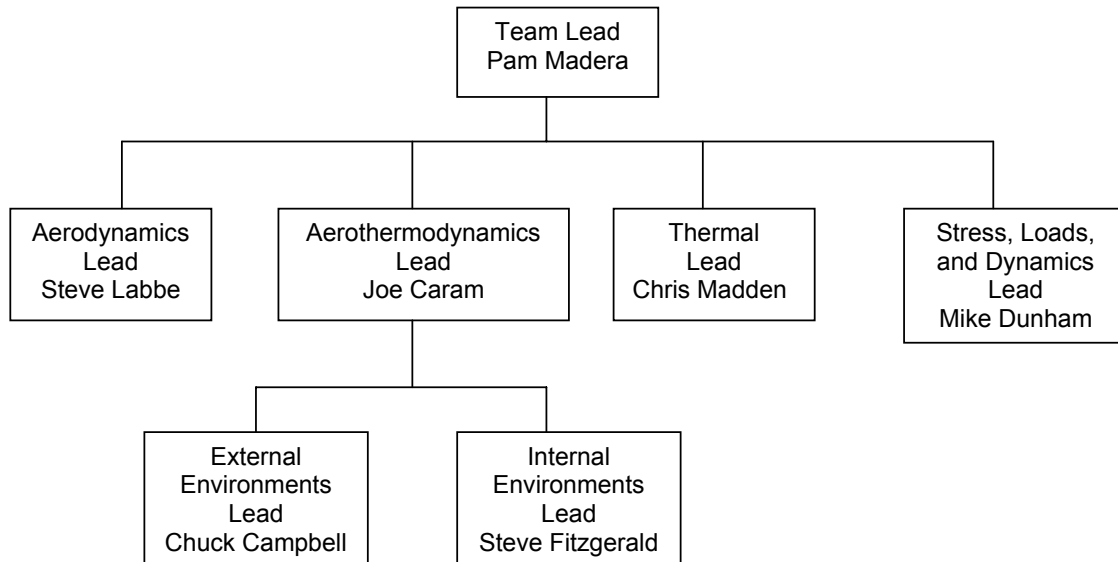 Team Lead
Pam Madera
Aerodynamics
Lead
Steve Labbe
Aerothermodynamics
Lead
Joe Caram
Thermal
Lead
Chris Madden
Stress, Loads,
and Dynamics
Lead
Mike Dunham
External
Environments
Lead
Chuck Campbell
Internal
Environments
Lead
Steve Fitzgerald